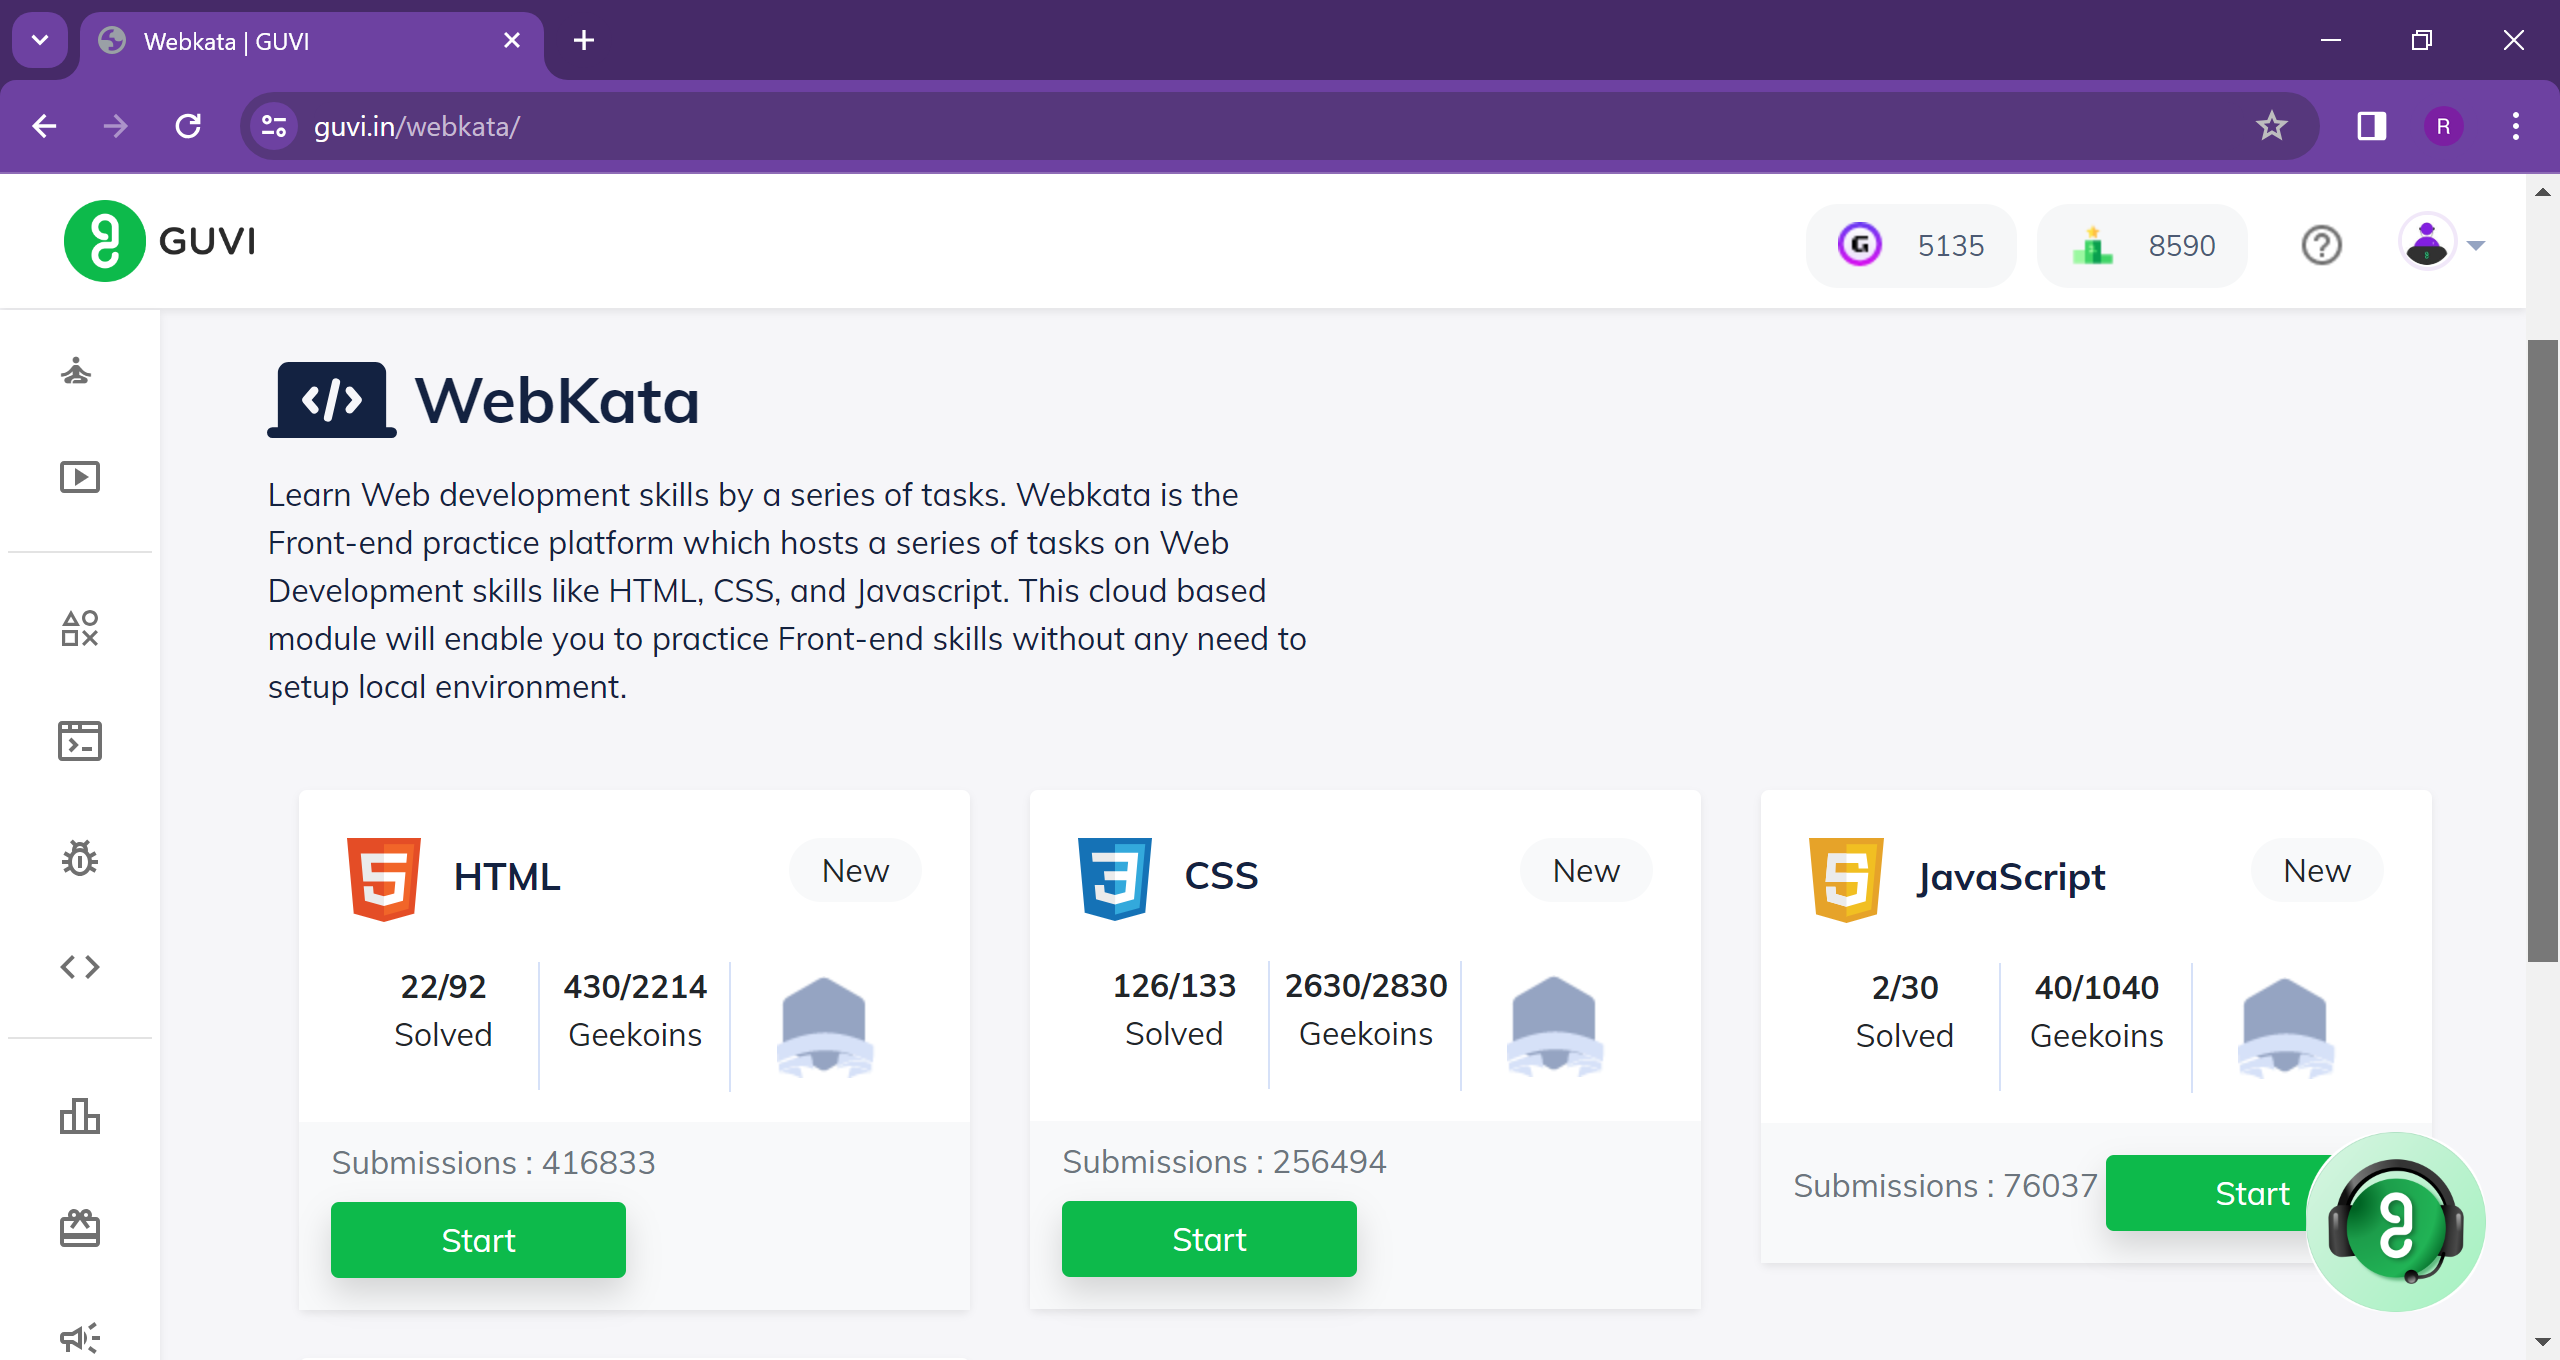 Webkata | GUVI
guvi.in/webkata/
R
GUVI
G 5135
8590
WebKata
Learn Web development skills by a series of tasks. Webkata is the
Front-end practice platform which hosts a series of tasks on Web
Development skills like HTML, CSS, and Javascript. This cloud based
module will enable you to practice Front-end skills without any need to
setup local environment.
HTML New
22/92 430/2214
Solved Geekoins
Submissions : 416833
Start
CSS New
126/133 2630/2830
Solved Geekoins
Submissions : 256494
Start
JavaScript New
2/30 40/1040
Solved Geekoins
Submissions : 76037 Start